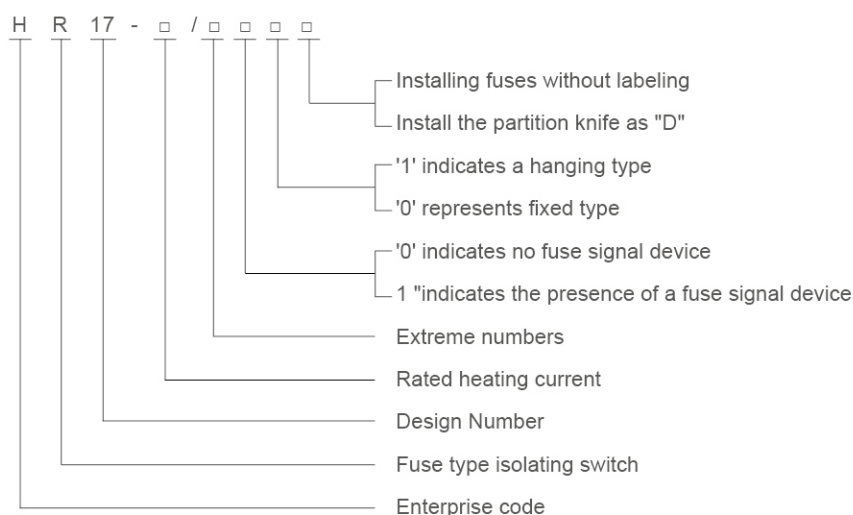 H R 17 - □ / □ □ □ □
Installing fuses without labeling
Install the partition knife as "D"
'1' indicates a hanging type
'0' represents fixed type
'0' indicates no fuse signal device
1 "indicates the presence of a fuse signal device
Extreme numbers
Rated heating current
Design Number
Fuse type isolating switch
Enterprise code